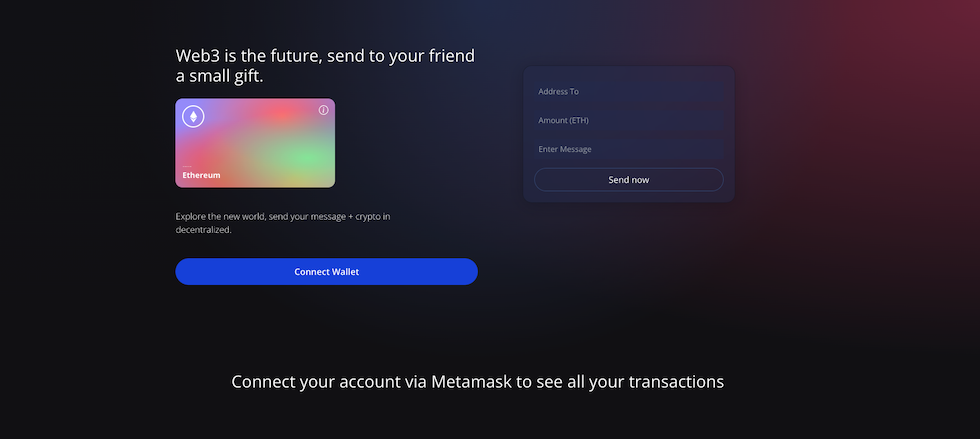 Web3 is the future, send to your friend
a small gift.
Ethereum
Explore the new world, send your message + crypto in
decentralized.
Connect Wallet
Address To
Amount (ETH)
Enter Message
Send now
Connect your account via Metamask to see all your transactions